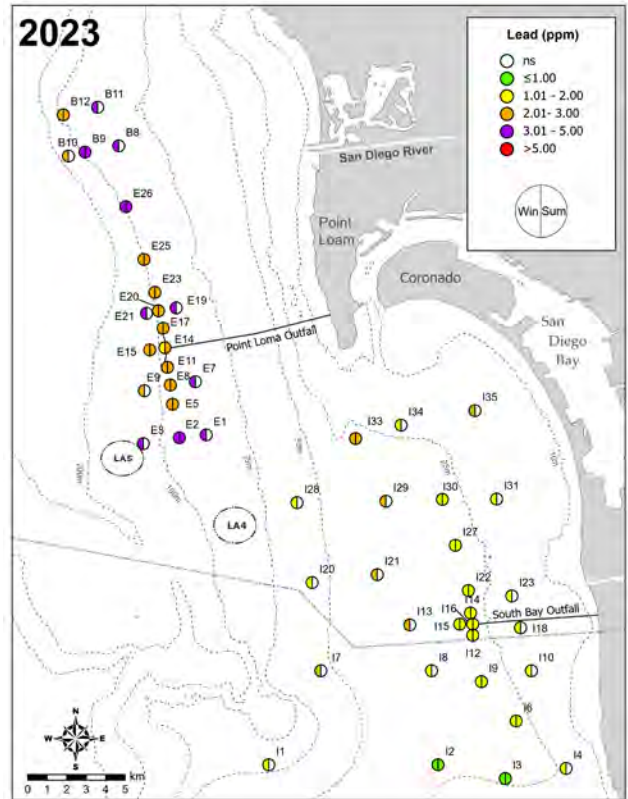 2023
Lead (ppm)
ns
≤1.00
1.01 - 2.00
2.01- 3.00
3.01 - 5.00
>5.00
Win Sum
San Diego River
Point
Loam
Coronado
San
Diego
Bay
Point Loma Outfall
South Bay Outfall
LA5
LA4
B12
B11
B19
B9
B8
E26
E25
E23
E20
E19
E21
E17
E14
E15
E11
E8
E7
E9
E5
E3
E2
E1
I35
I34
I33
I28
I29
I30
I31
I27
I20
I21
I22
I23
I14
I16
I15
I13
I18
I12
I7
I8
I9
I10
I6
I1
I2
I3
I4
100m
N
W E
S
0 1 2 3 4 5
km